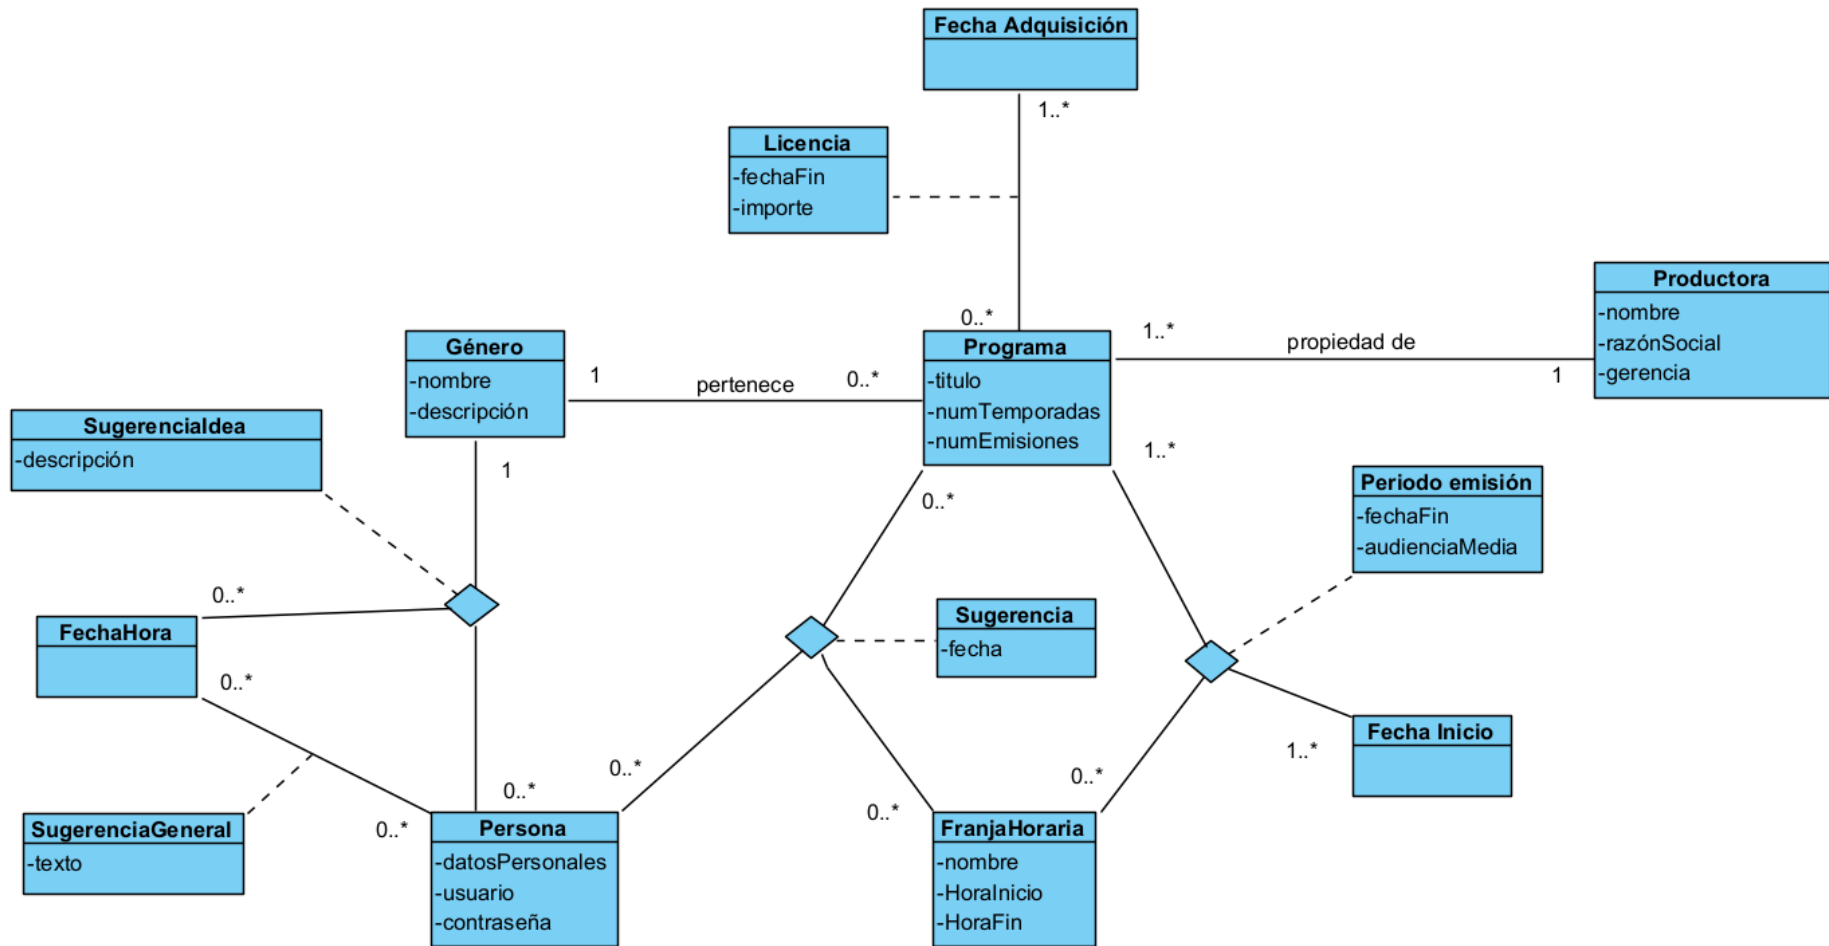 Fecha Adquisición
1..*
Licencia
-fechaFin
-importe
0..*
Productora
-nombre
-razónSocial
-gerencia
1..*
propiedad de
1
Género
-nombre
-descripción
1
pertenece
0..*
Programa
-titulo
-numTemporadas
-numEmisiones
SugerenciaIdea
-descripción
1
0..*
1..*
Periodo emisión
-fechaFin
-audienciaMedia
0..*
FechaHora
0..*
Sugerencia
-fecha
Fecha Inicio
1..*
0..*
0..*
0..*
0..*
0..*
SugerenciaGeneral
-texto
Persona
-datosPersonales
-usuario
-contraseña
FranjaHoraria
-nombre
-HoraInicio
-HoraFin